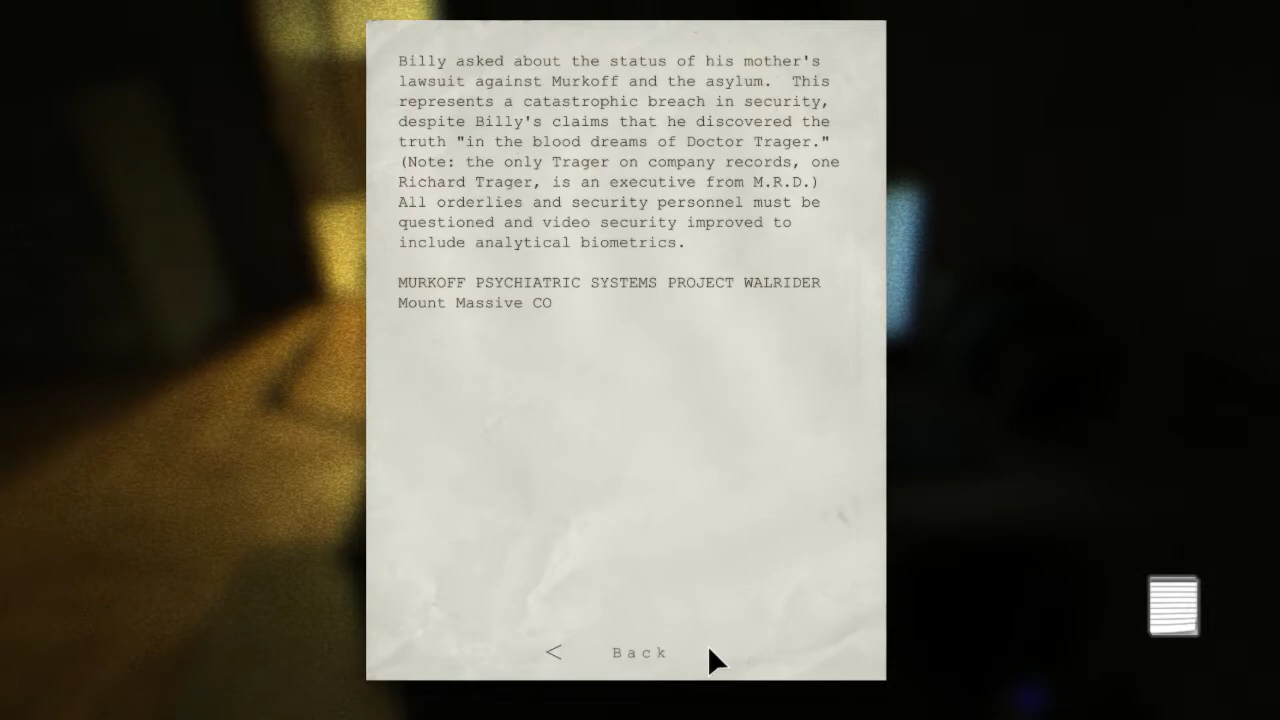 Billy asked about the status of his mother's
lawsuit against Murkoff and the asylum.  This
represents a catastrophic breach in security,
despite Billy's claims that he discovered the
truth "in the blood dreams of Doctor Trager."
(Note: the only Trager on company records, one
Richard Trager, is an executive from M.R.D.)
All orderlies and security personnel must be
questioned and video security improved to
include analytical biometrics.

MURKOFF PSYCHIATRIC SYSTEMS PROJECT WALRIDER
Mount Massive CO
< Back